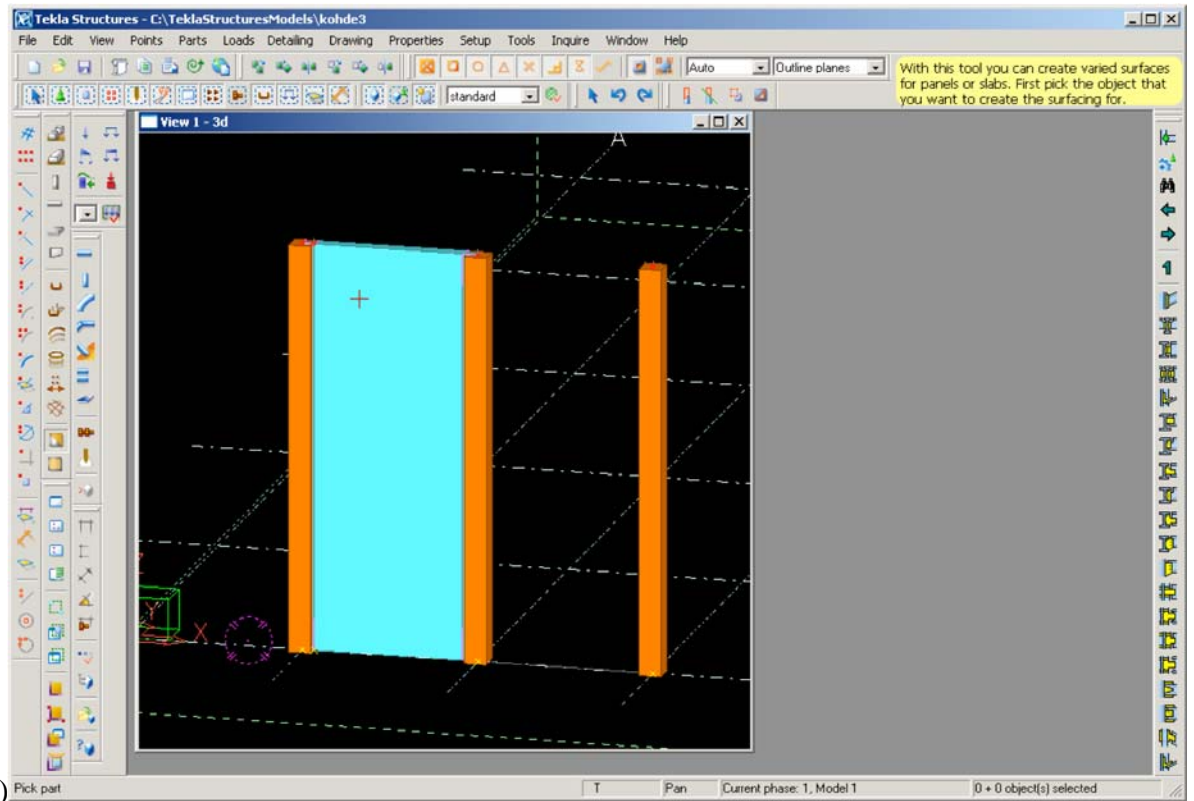 Tekla Structures - C:\TeklaStructuresModels\kohde3
File Edit View Points Parts Loads Detailing Drawing Properties Setup Tools Inquire Window Help
Auto Outline planes
With this tool you can create varied surfaces
for panels or slabs. First pick the object that
you want to create the surfacing for.
standard
View 1 - 3d
A
Z
Y
X
) Pick part T Pan Current phase: 1, Model 1 0 + 0 object(s) selected